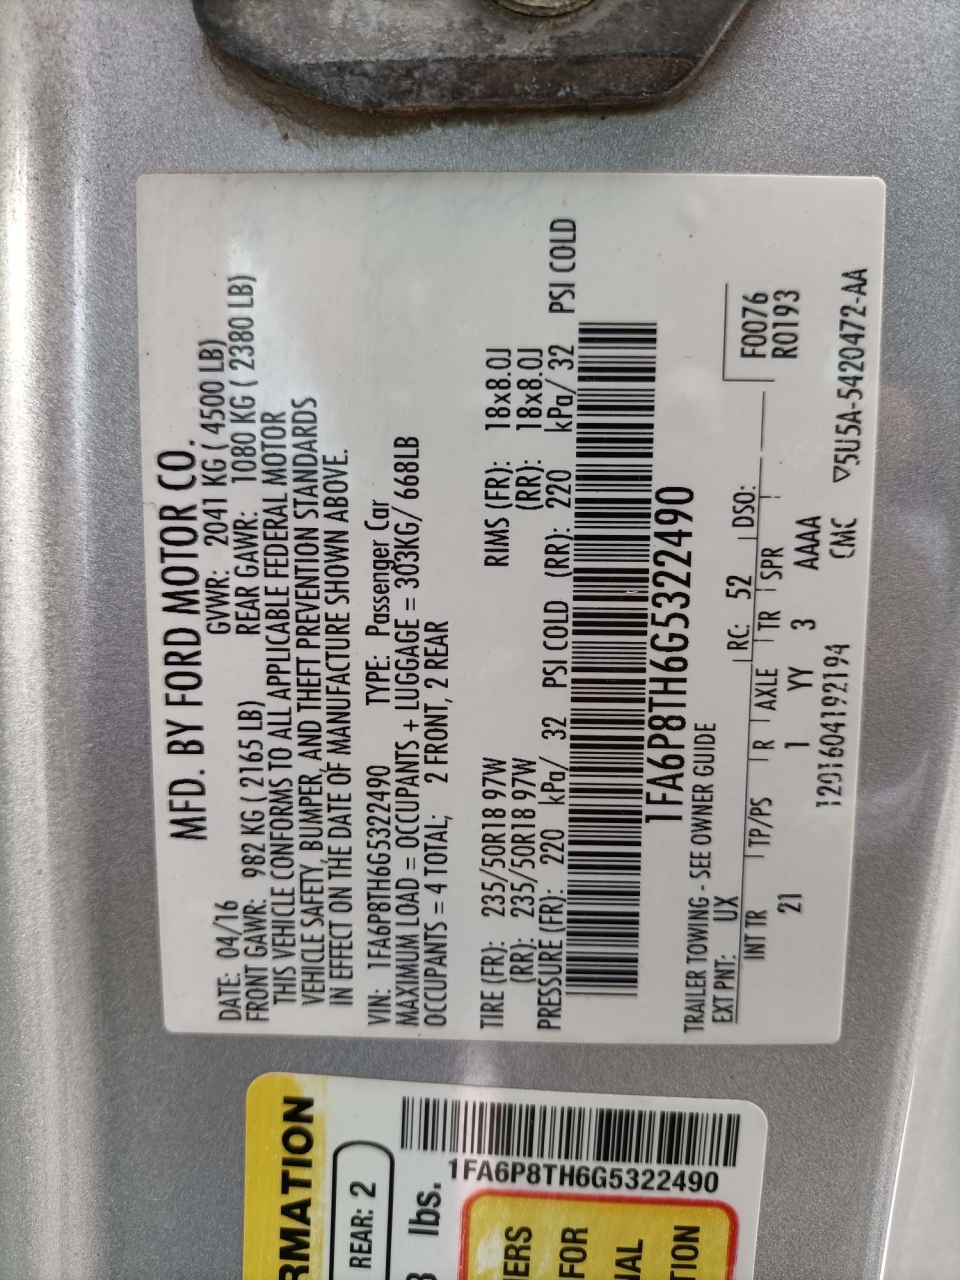 MFD. BY FORD MOTOR CO.
DATE: 04/16 GVWR: 2041 KG ( 4500 LB)
FRONT GAWR: 982 KG ( 2165 LB) REAR GAWR: 1080 KG ( 2380 LB)
THIS VEHICLE CONFORMS TO ALL APPLICABLE FEDERAL MOTOR
VEHICLE SAFETY, BUMPER, AND THEFT PREVENTION STANDARDS
IN EFFECT ON THE DATE OF MANUFACTURE SHOWN ABOVE.
VIN: 1FA6P8TH6G5322490 TYPE: Passenger Car
MAXIMUM LOAD = OCCUPANTS + LUGGAGE = 303KG/ 668LB
OCCUPANTS = 4 TOTAL; 2 FRONT, 2 REAR
TIRE (FR): 235/50R18 97W RIMS (FR): 18x8.0J
(RR): 235/50R18 97W (RR): 18x8.0J
PRESSURE (FR): 220 kPa/ 32 PSI COLD (RR): 220 kPa/ 32 PSI COLD
1FA6P8TH6G5322490
TRAILER TOWING - SEE OWNER GUIDE
EXT PNT: UX RC: 52 DSO: F0076
INT TR TP/PS R AXLE TR SPR R0193
21 1 YY 3 AAAA
1201604192194 CMC ▽5U5A-5420472-AA
RMATION
REAR: 2
lbs.
1FA6P8TH6G5322490
ERS
FOR
NAL
TION